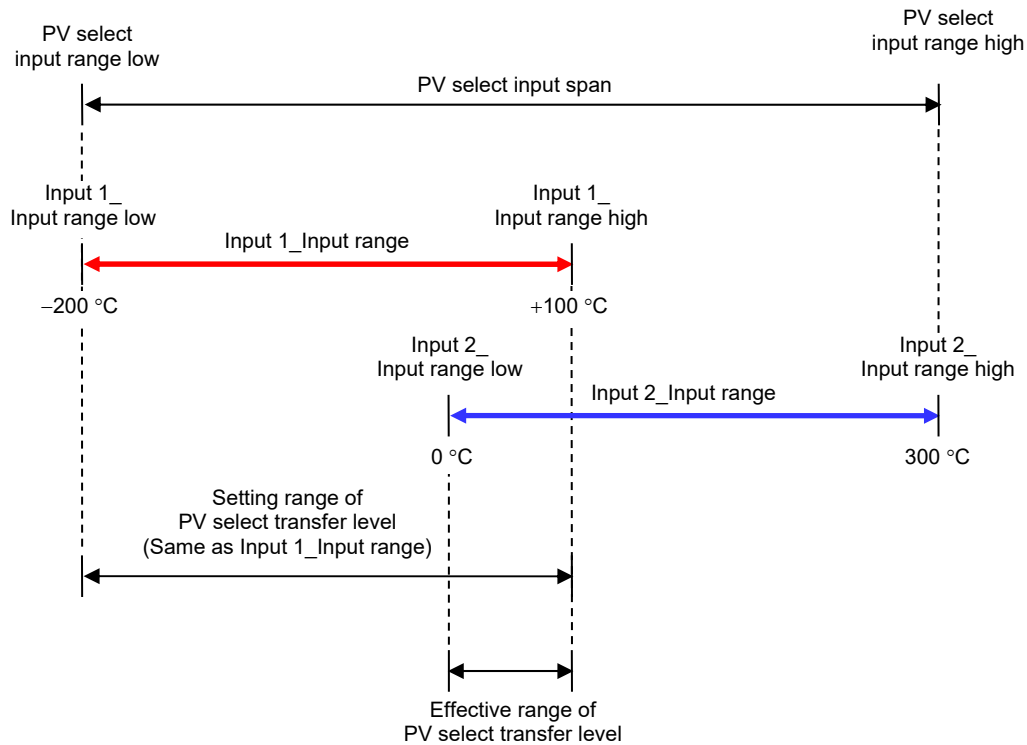 PV select
input range low
PV select
input range high
PV select input span
Input 1_
Input range low
Input 1_
Input range high
Input 1_Input range
−200 °C
+100 °C
Input 2_
Input range low
Input 2_
Input range high
Input 2_Input range
0 °C
300 °C
Setting range of
PV select transfer level
(Same as Input 1_Input range)
Effective range of
PV select transfer level